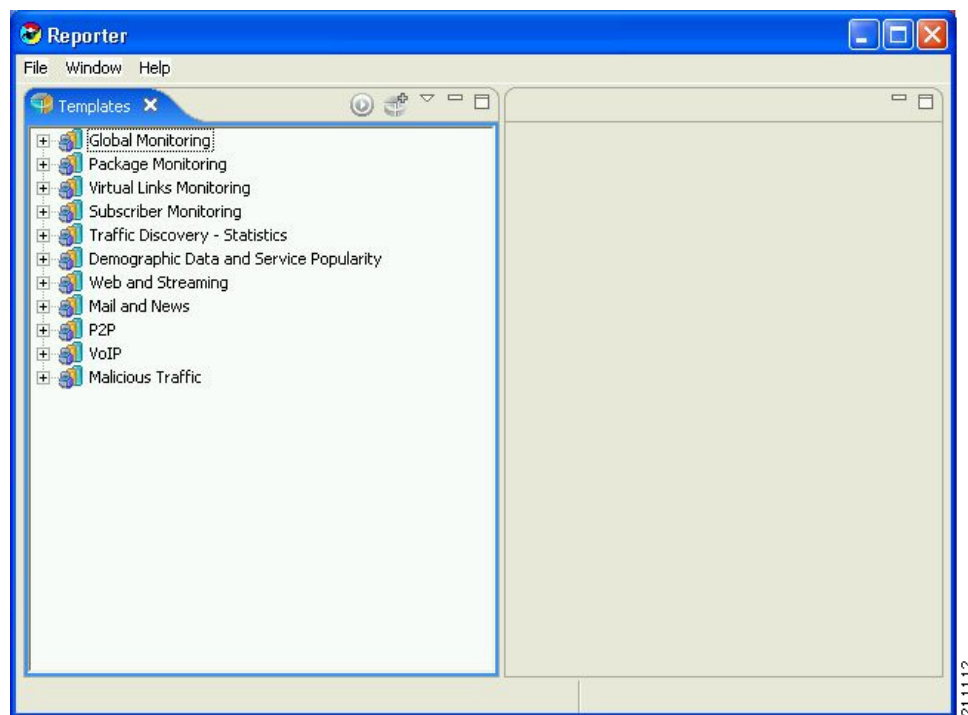 Reporter
File Window Help
Templates
Global Monitoring
Package Monitoring
Virtual Links Monitoring
Subscriber Monitoring
Traffic Discovery - Statistics
Demographic Data and Service Popularity
Web and Streaming
Mail and News
P2P
VoIP
Malicious Traffic
211112